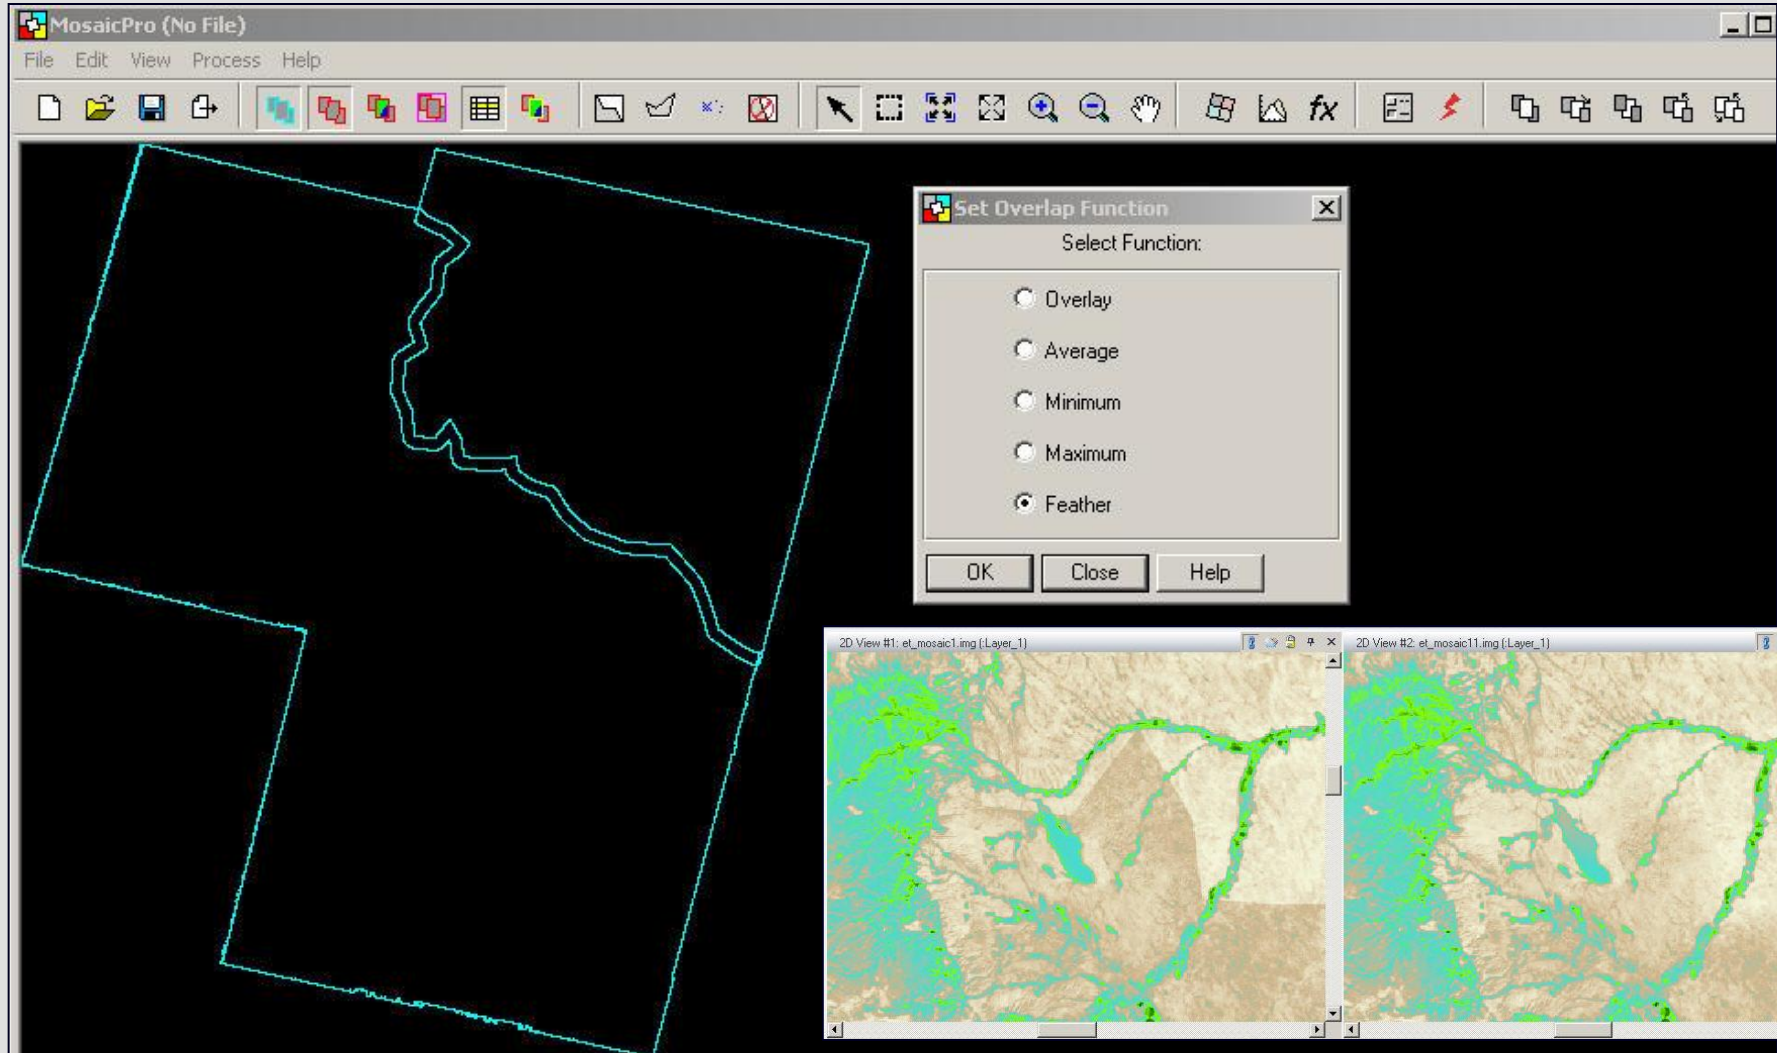 MosaicPro (No File)
File Edit View Process Help
fx
Set Overlap Function
Select Function:
Overlay
Average
Minimum
Maximum
Feather
OK Close Help
2D View #1: et_mosaic1.img (:Layer_1)
2D View #2: et_mosaic11.img (:Layer_1)